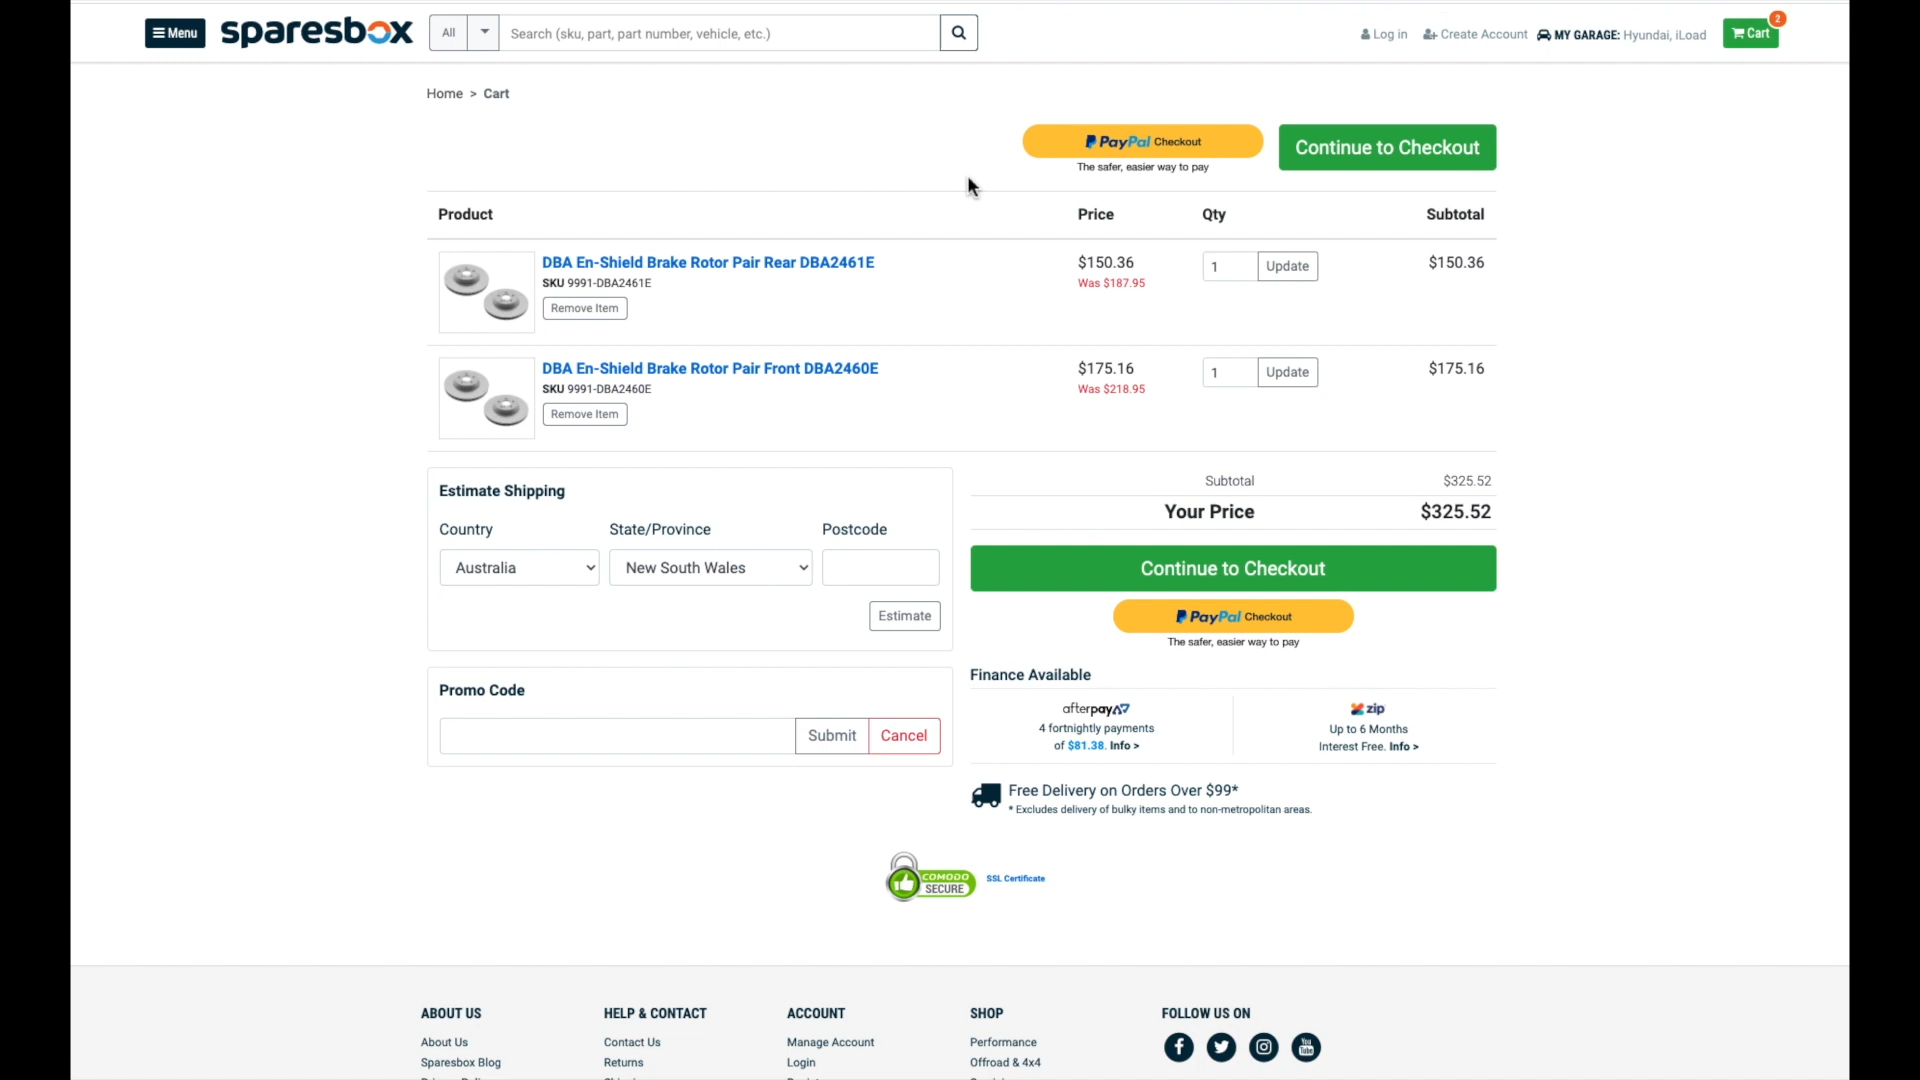 Menu
sparesbox
All
Search (sku, part, part number, vehicle, etc.)
Log in
Create Account
MY GARAGE: Hyundai, iLoad
Cart
2
Home > Cart
PayPal Checkout
The safer, easier way to pay
Continue to Checkout
Product Price Qty Subtotal
DBA En-Shield Brake Rotor Pair Rear DBA2461E
SKU 9991-DBA2461E
Remove Item
$150.36
Was $187.95
1 Update
$150.36
DBA En-Shield Brake Rotor Pair Front DBA2460E
SKU 9991-DBA2460E
Remove Item
$175.16
Was $218.95
1 Update
$175.16
Estimate Shipping
Country State/Province Postcode
Australia New South Wales
Estimate
Promo Code
Submit Cancel
Subtotal $325.52
Your Price $325.52
Continue to Checkout
PayPal Checkout
The safer, easier way to pay
Finance Available
afterpay
4 fortnightly payments
of $81.38. Info >
zip
Up to 6 Months
Interest Free. Info >
Free Delivery on Orders Over $99*
* Excludes delivery of bulky items and to non-metropolitan areas.
COMODO
SECURE
SSL Certificate
ABOUT US
About Us
Sparesbox Blog
HELP & CONTACT
Contact Us
Returns
ACCOUNT
Manage Account
Login
SHOP
Performance
Offroad & 4x4
FOLLOW US ON
You
Tube